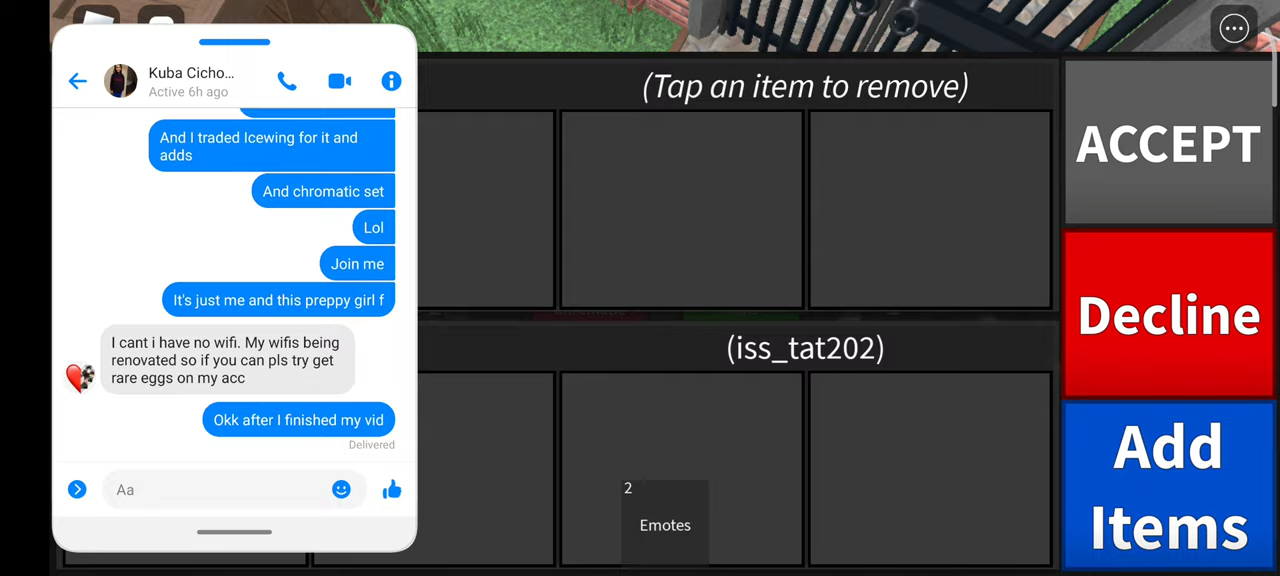 Kuba Cicho...
Active 6h ago
And I traded Icewing for it and
adds
And chromatic set
Lol
Join me
It's just me and this preppy girl f
I cant i have no wifi. My wifis being
renovated so if you can pls try get
rare eggs on my acc
Okk after I finished my vid
Delivered
Aa
(Tap an item to remove)
(iss_tat202)
2
Emotes
ACCEPT
Decline
Add
Items